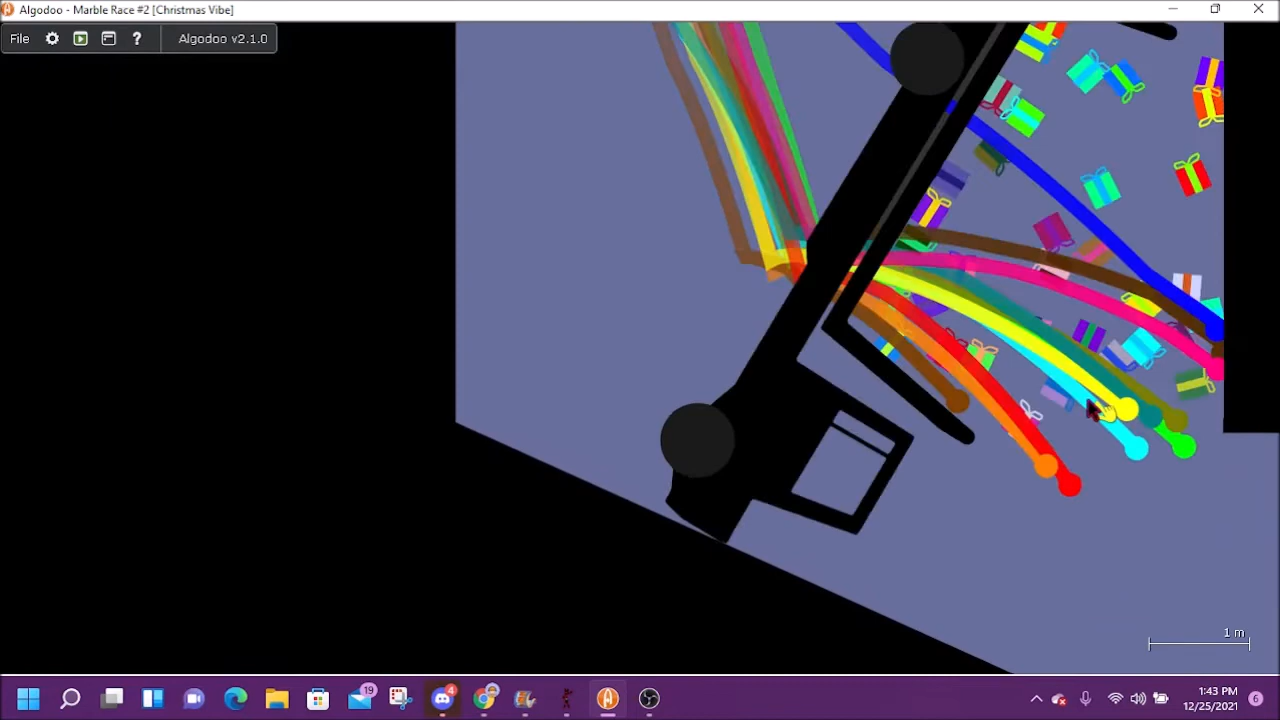 Algodoo - Marble Race #2 [Christmas Vibe]
File ? Algodoo v2.1.0
1 m
19
4
1:43 PM
12/25/2021
6